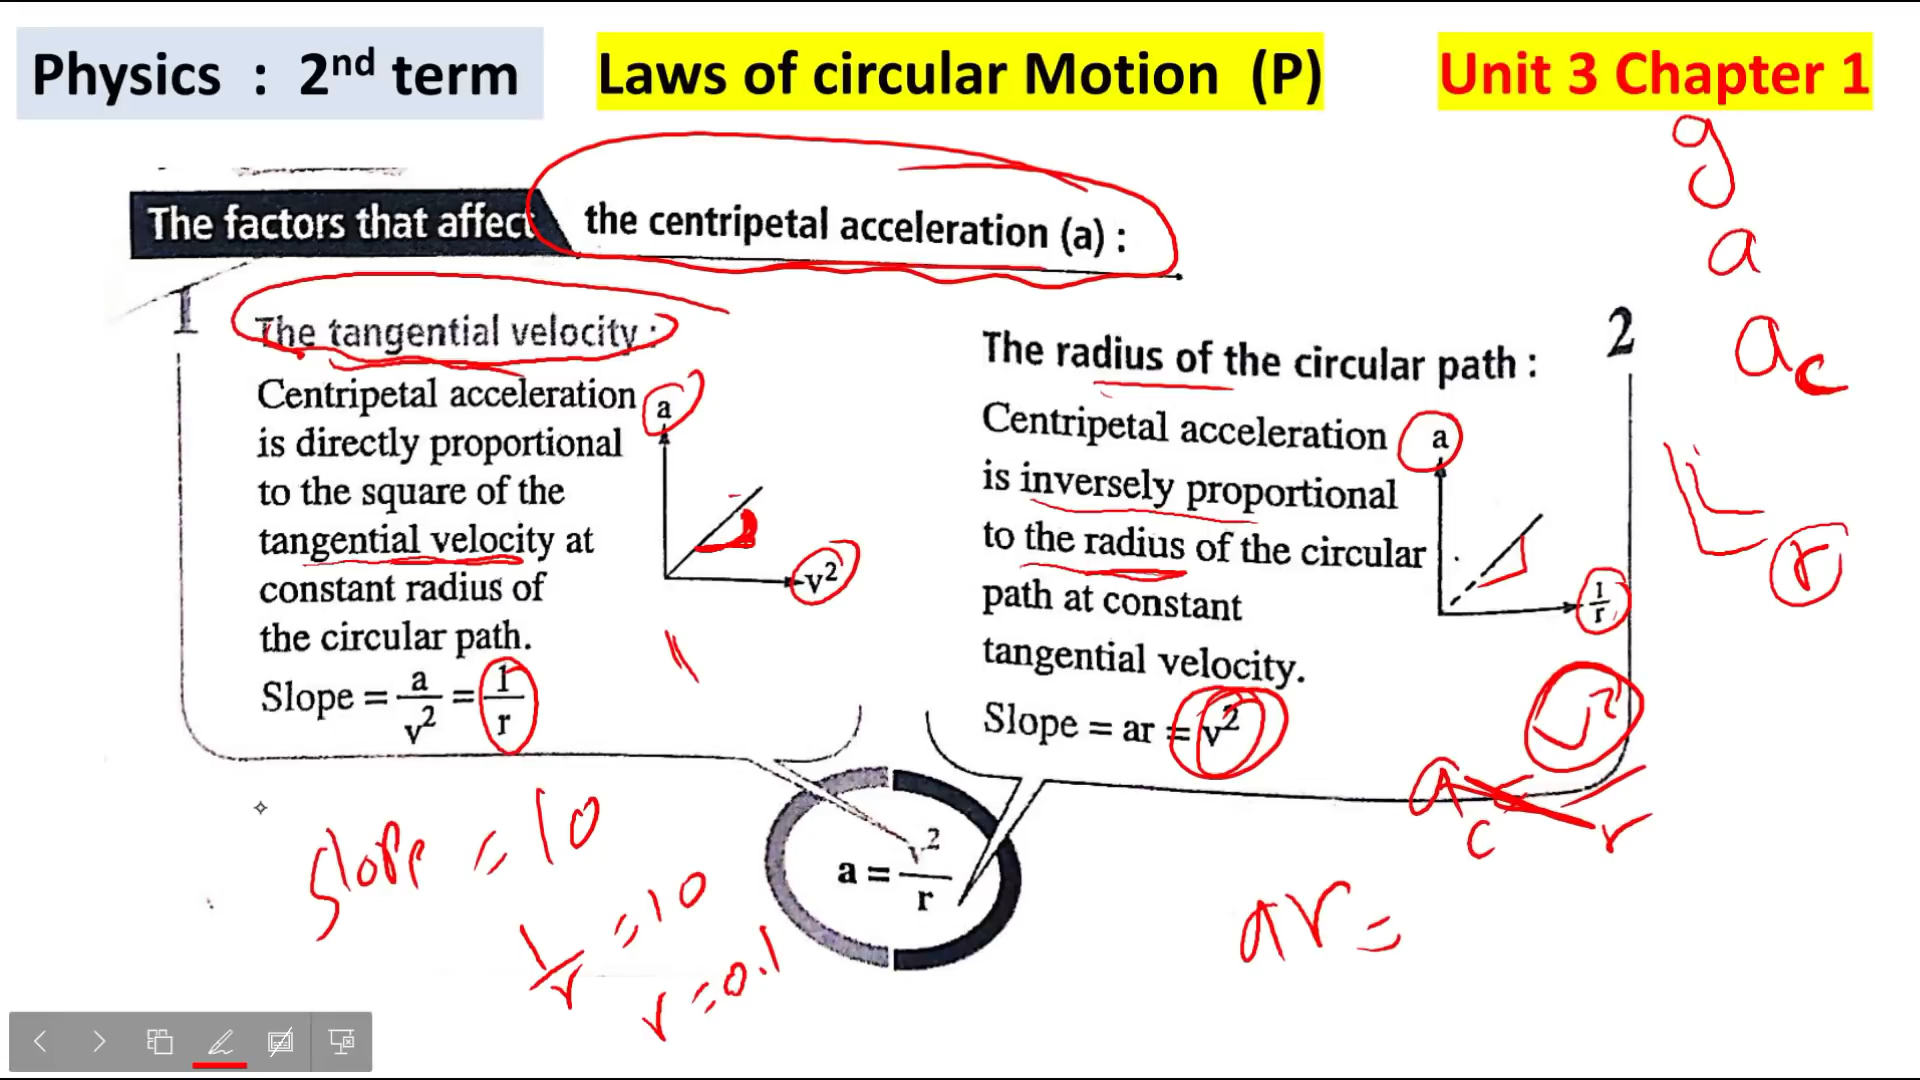 Physics : 2nd term
Laws of circular Motion (P)
Unit 3 Chapter 1
The factors that affect the centripetal acceleration (a) :
1
The tangential velocity :
Centripetal acceleration
is directly proportional
to the square of the
tangential velocity at
constant radius of
the circular path.
Slope = a/v² = 1/r
a
v²
2
The radius of the circular path :
Centripetal acceleration
is inversely proportional
to the radius of the circular
path at constant
tangential velocity.
Slope = ar = v²
a
1/r
a = v²/r
g
a
ac
r
v²
ac
r
slope = 10
1/r = 10
r = 0.1
ar =